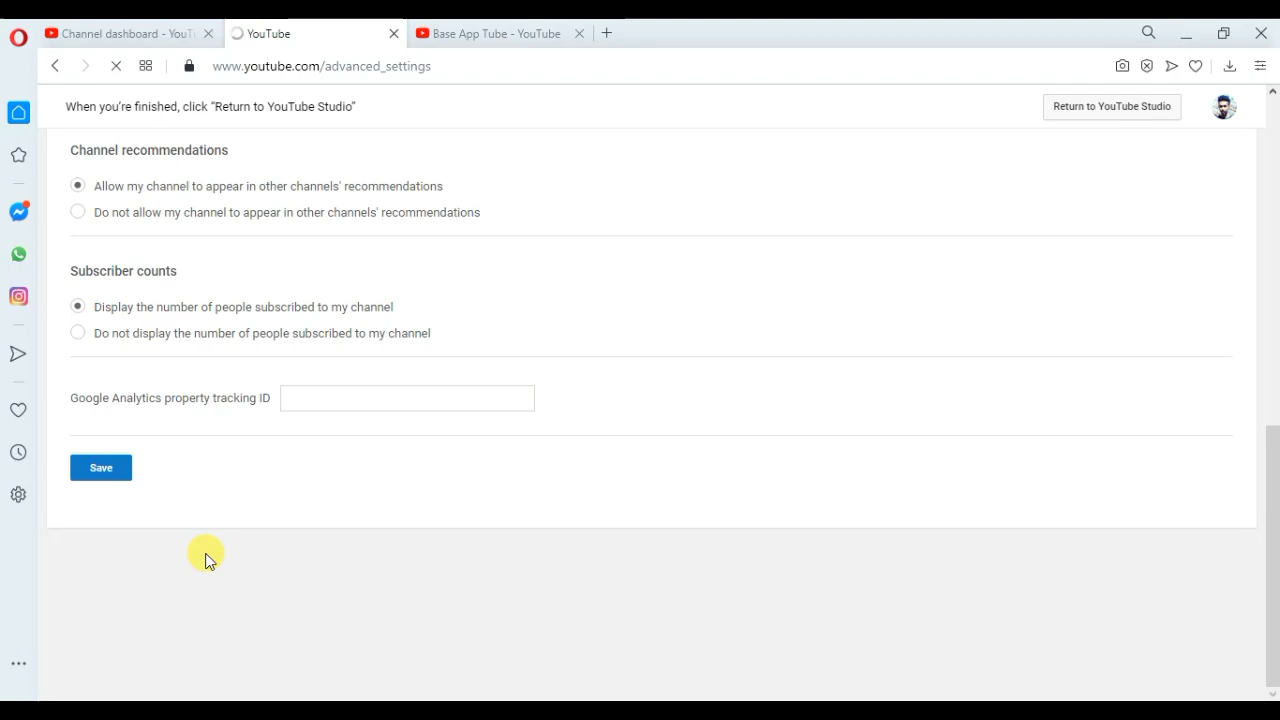 Channel dashboard - YouT
YouTube
Base App Tube - YouTube
www.youtube.com/advanced_settings
When you're finished, click "Return to YouTube Studio"
Return to YouTube Studio
Channel recommendations
Allow my channel to appear in other channels' recommendations
Do not allow my channel to appear in other channels' recommendations
Subscriber counts
Display the number of people subscribed to my channel
Do not display the number of people subscribed to my channel
Google Analytics property tracking ID
Save